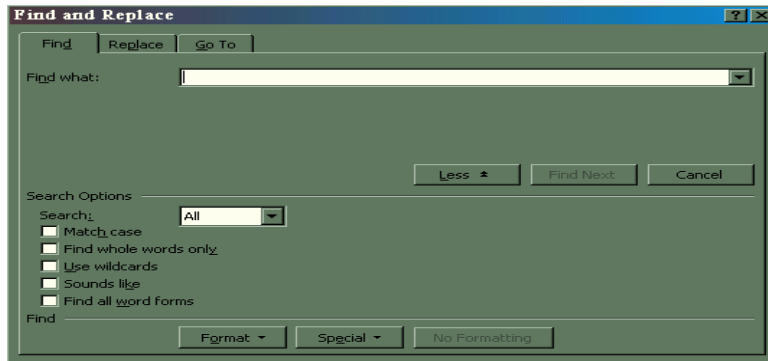 Find and Replace
Find Replace Go To
Find what:
Less Find Next Cancel
Search Options
Search: All
Match case
Find whole words only
Use wildcards
Sounds like
Find all word forms
Find
Format Special No Formatting